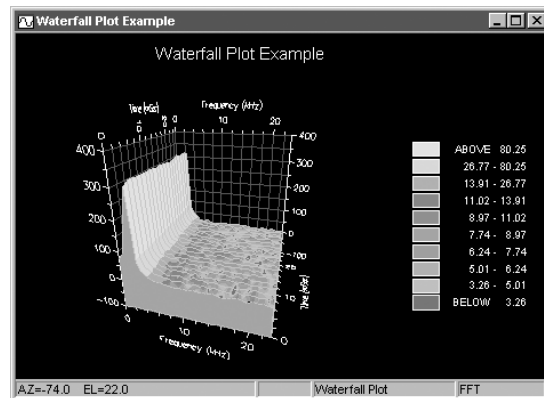 Waterfall Plot Example
Waterfall Plot Example
Frequency (kHz)
0
10
20
400
300
200
100
0
-100
400
300
200
100
0
-100
0
10
20
Frequency (kHz)
0
10
ABOVE 80.25
26.77 - 80.25
13.91 - 26.77
11.02 - 13.91
8.97 - 11.02
7.74 - 8.97
6.24 - 7.74
5.01 - 6.24
3.26 - 5.01
BELOW 3.26
AZ=-74.0 EL=22.0
Waterfall Plot
FFT